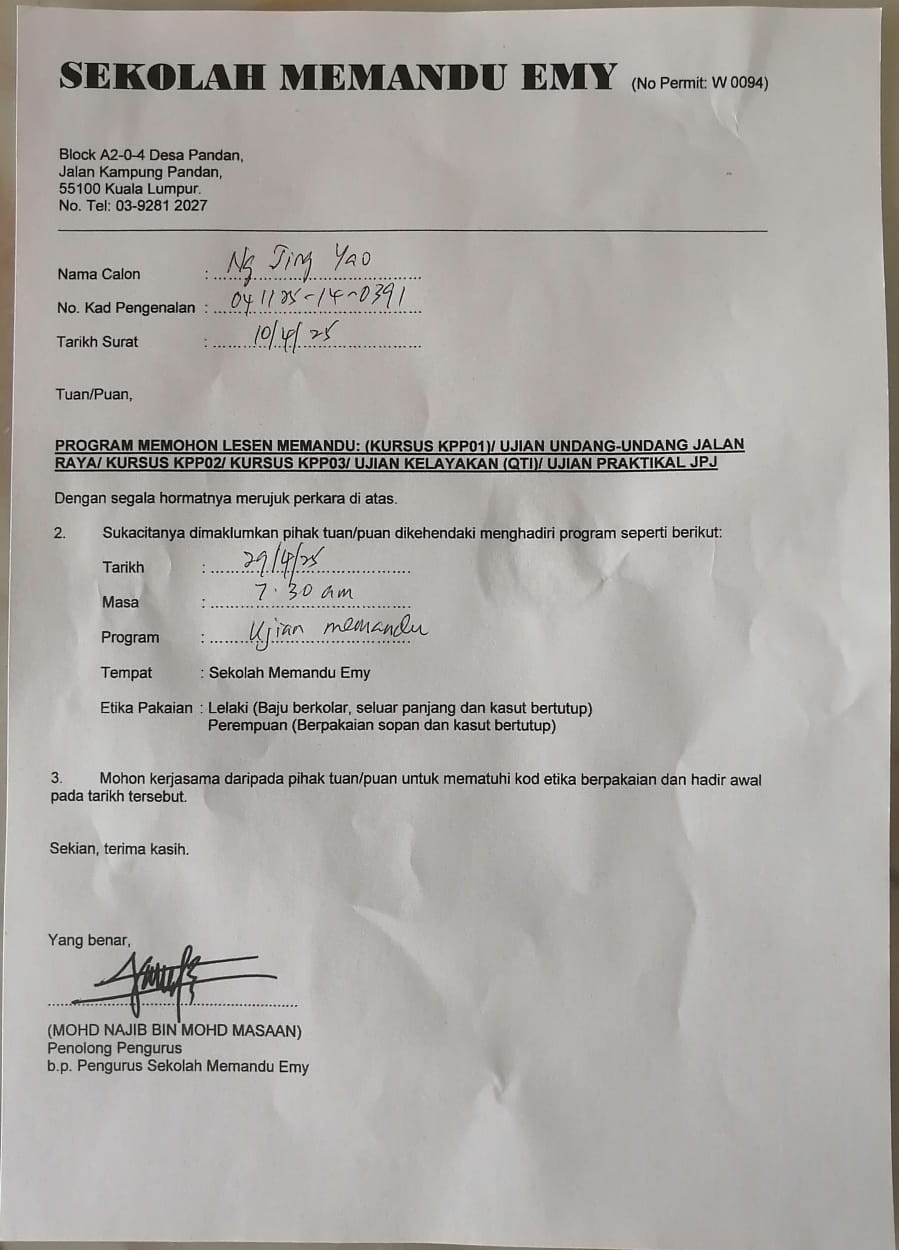 SEKOLAH MEMANDU EMY (No Permit: W 0094)
Block A2-0-4 Desa Pandan,
Jalan Kampung Pandan,
55100 Kuala Lumpur.
No. Tel: 03-9281 2027
Nama Calon : Ng Jing Yao
No. Kad Pengenalan : 041125-14-0391
Tarikh Surat : 10/4/25
Tuan/Puan,
PROGRAM MEMOHON LESEN MEMANDU: (KURSUS KPP01)/ UJIAN UNDANG-UNDANG JALAN
RAYA/ KURSUS KPP02/ KURSUS KPP03/ UJIAN KELAYAKAN (QTI)/ UJIAN PRAKTIKAL JPJ
Dengan segala hormatnya merujuk perkara di atas.
2. Sukacitanya dimaklumkan pihak tuan/puan dikehendaki menghadiri program seperti berikut:
Tarikh : 29/4/25
Masa : 7.30 am
Program : Ujian memandu
Tempat : Sekolah Memandu Emy
Etika Pakaian : Lelaki (Baju berkolar, seluar panjang dan kasut bertutup)
Perempuan (Berpakaian sopan dan kasut bertutup)
3. Mohon kerjasama daripada pihak tuan/puan untuk mematuhi kod etika berpakaian dan hadir awal
pada tarikh tersebut.
Sekian, terima kasih.
Yang benar,
(MOHD NAJIB BIN MOHD MASAAN)
Penolong Pengurus
b.p. Pengurus Sekolah Memandu Emy